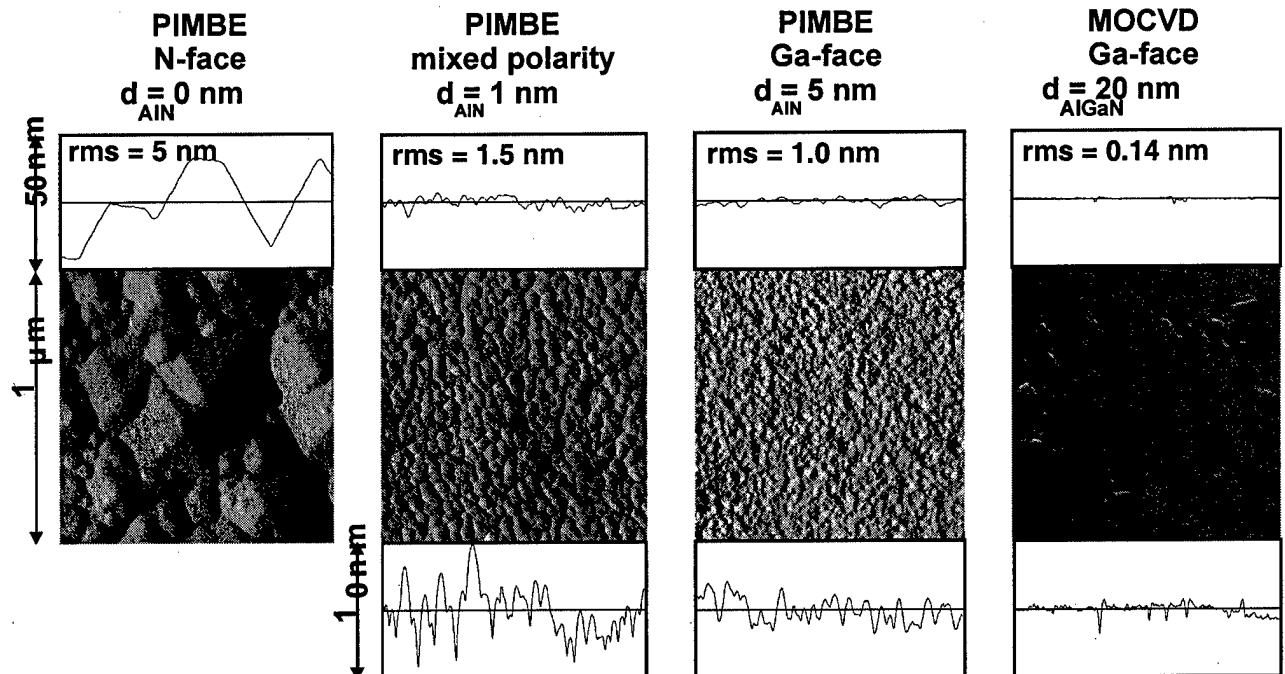 PIMBE
N-face
d_AlN = 0 nm
PIMBE
mixed polarity
d_AlN = 1 nm
PIMBE
Ga-face
d_AlN = 5 nm
MOCVD
Ga-face
d_AlGaN = 20 nm
50 nm
rms = 5 nm
rms = 1.5 nm
rms = 1.0 nm
rms = 0.14 nm
1 μm
10 nm